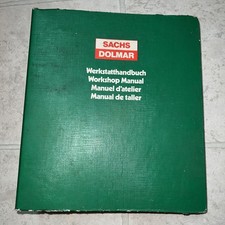 SACHS
DOLMAR
Werkstatthandbuch
Workshop Manual
Manuel d'atelier
Manual de taller